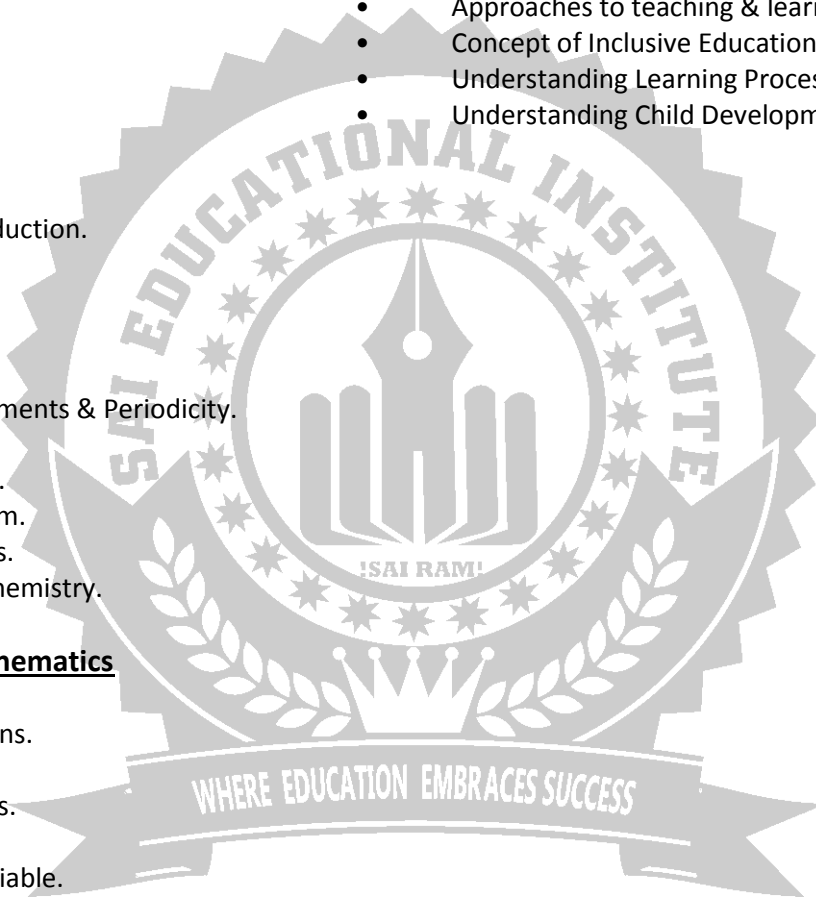 • Approaches to teaching & learn
• Concept of Inclusive Education
• Understanding Learning Proces
• Understanding Child Developm
SAI EDUCATIONAL INSTITUTE
duction.
ments & Periodicity.
.
m.
s.
!SAI RAM!
hemistry.
hematics
ns.
WHERE EDUCATION EMBRACES SUCCESS
s.
iable.